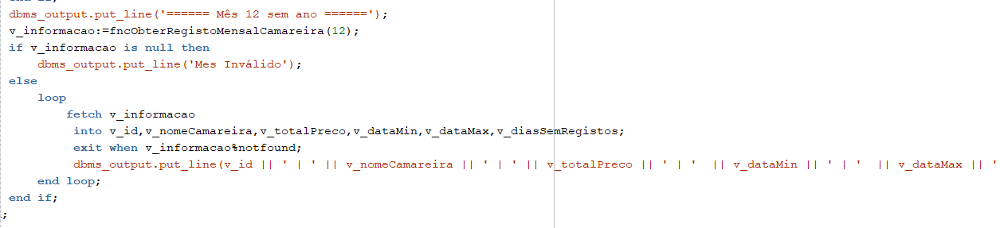 dbms_output.put_line('====== Mês 12 sem ano ======');
v_informacao:=fncObterRegistoMensalCamareira(12);
if v_informacao is null then
dbms_output.put_line('Mes Inválido');
else
loop
fetch v_informacao
into v_id,v_nomeCamareira,v_totalPreco,v_dataMin,v_dataMax,v_diasSemRegistos;
exit when v_informacao%notfound;
dbms_output.put_line(v_id || ' | ' || v_nomeCamareira || ' | ' || v_totalPreco || ' | '  || v_dataMin || ' | '  || v_dataMax || '
end loop;
end if;
;